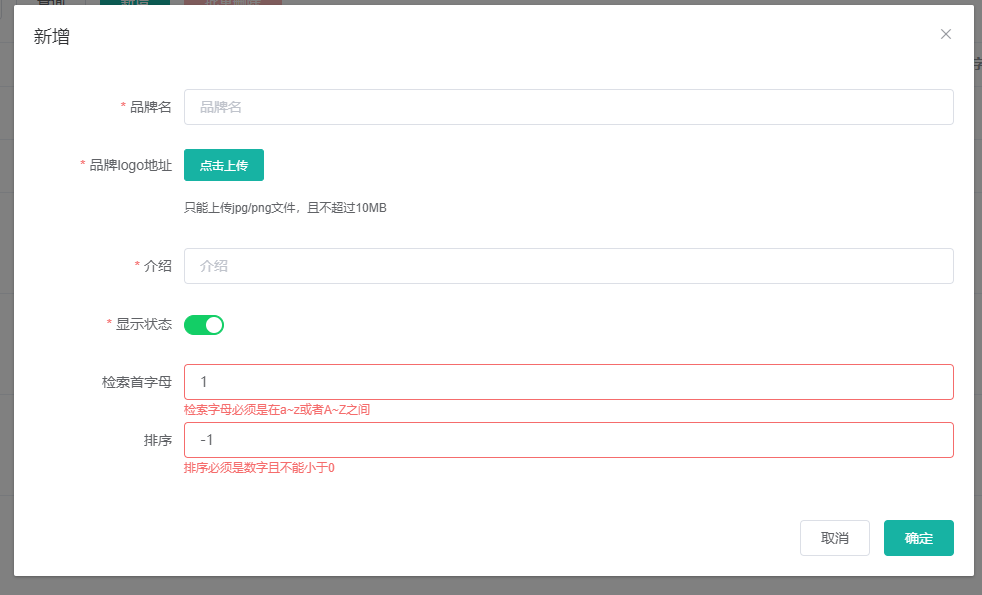 新增
* 品牌名 品牌名
* 品牌logo地址 点击上传
只能上传jpg/png文件，且不超过10MB
* 介绍 介绍
* 显示状态
检索首字母 1
检索字母必须是在a~z或者A~Z之间
排序 -1
排序必须是数字且不能小于0
取消 确定